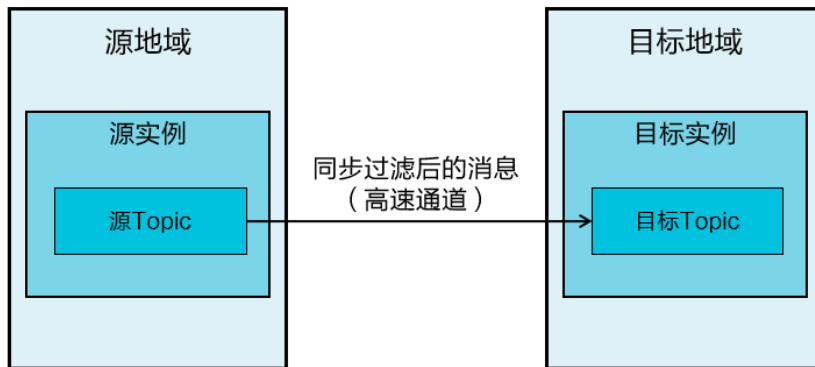 源地域
目标地域
源实例
目标实例
同步过滤后的消息
（高速通道）
源Topic
目标Topic